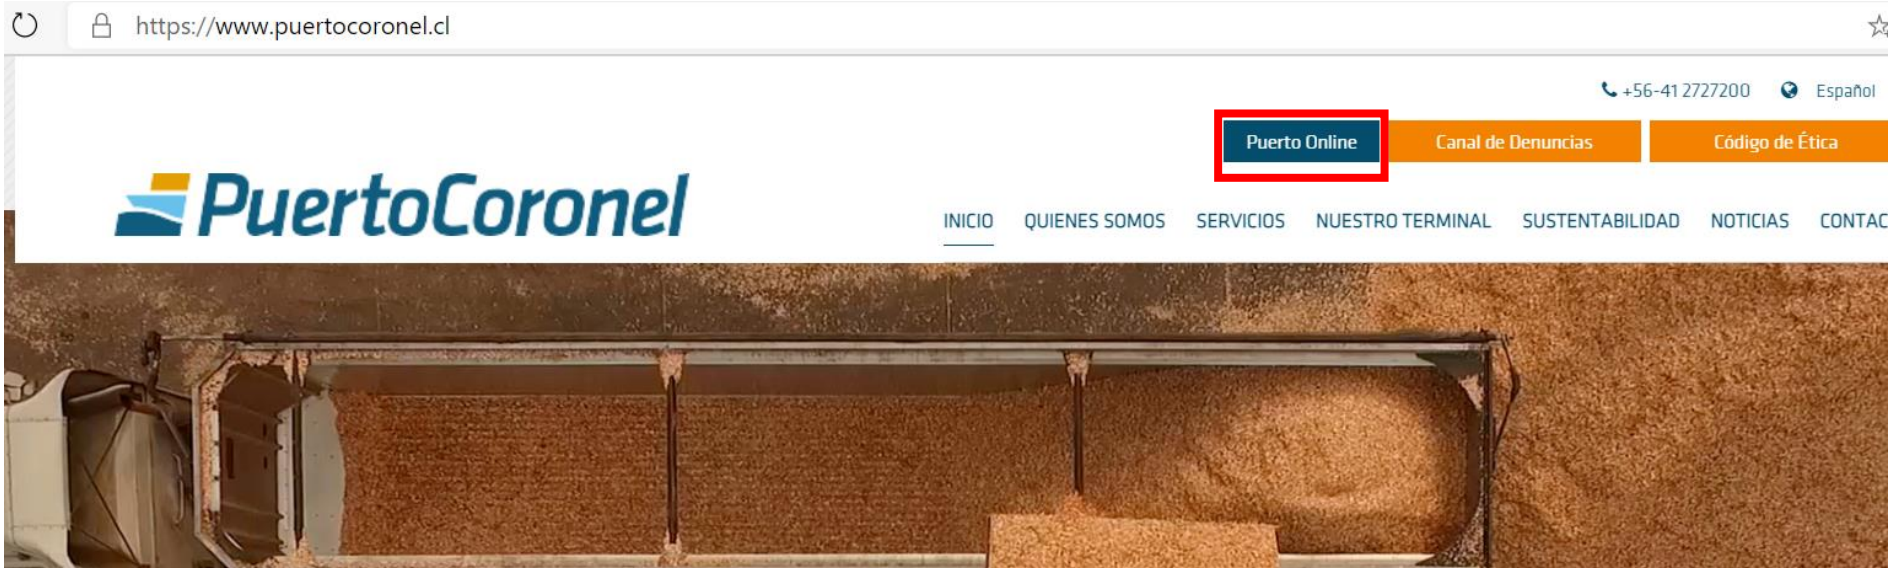 https://www.puertocoronel.cl
+56-41 2727200 Español
Puerto Online Canal de Denuncias Código de Ética
PuertoCoronel
INICIO QUIENES SOMOS SERVICIOS NUESTRO TERMINAL SUSTENTABILIDAD NOTICIAS CONTAC